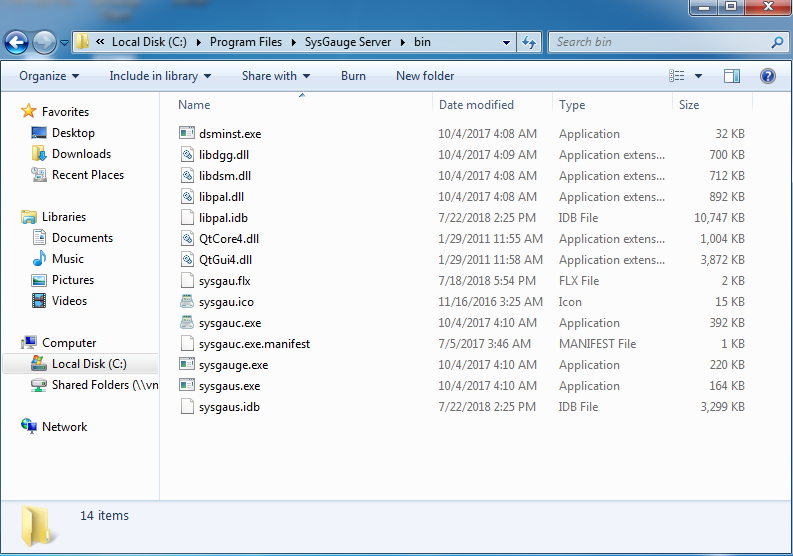 « Local Disk (C:) Program Files SysGauge Server bin Search bin
Organize Include in library Share with Burn New folder
Name Date modified Type Size
Favorites
Desktop
Downloads
Recent Places
Libraries
Documents
Music
Pictures
Videos
Computer
Local Disk (C:)
Shared Folders (\\vn
Network
dsminst.exe 10/4/2017 4:08 AM Application 32 KB
libdgg.dll 10/4/2017 4:09 AM Application extens... 700 KB
libdsm.dll 10/4/2017 4:08 AM Application extens... 712 KB
libpal.dll 10/4/2017 4:08 AM Application extens... 892 KB
libpal.idb 7/22/2018 2:25 PM IDB File 10,747 KB
QtCore4.dll 1/29/2011 11:55 AM Application extens... 1,004 KB
QtGui4.dll 1/29/2011 11:58 AM Application extens... 3,872 KB
sysgau.flx 7/18/2018 5:54 PM FLX File 2 KB
sysgau.ico 11/16/2016 3:25 AM Icon 15 KB
sysgauc.exe 10/4/2017 4:10 AM Application 392 KB
sysgauc.exe.manifest 7/5/2017 3:46 AM MANIFEST File 1 KB
sysgauge.exe 10/4/2017 4:10 AM Application 220 KB
sysgaus.exe 10/4/2017 4:10 AM Application 164 KB
sysgaus.idb 7/22/2018 2:25 PM IDB File 3,299 KB
14 items